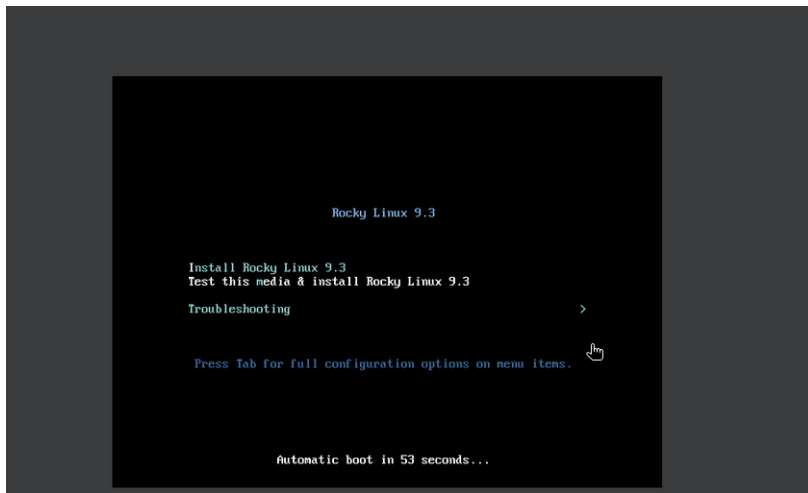 Rocky Linux 9.3
Install Rocky Linux 9.3
Test this media & install Rocky Linux 9.3
Troubleshooting >
Press Tab for full configuration options on menu items.
Automatic boot in 53 seconds...